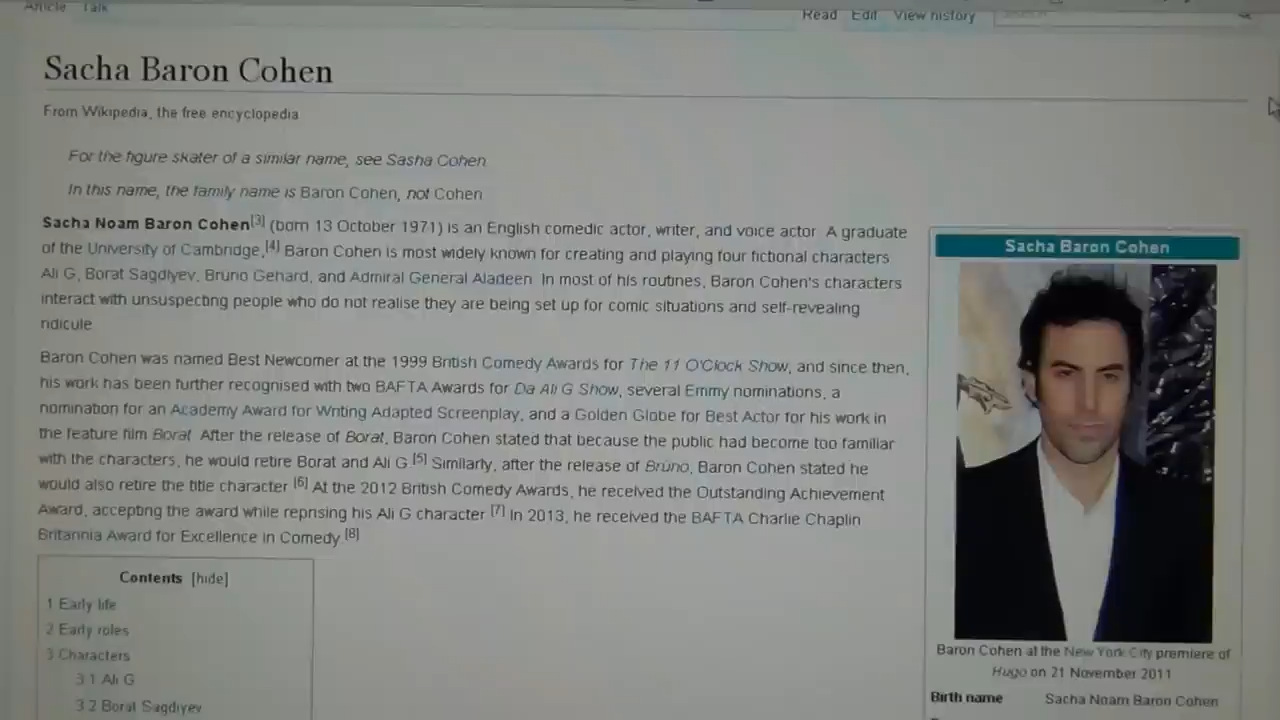 Article Talk
Read Edit View history
Sacha Baron Cohen
From Wikipedia, the free encyclopedia
For the figure skater of a similar name, see Sasha Cohen
In this name, the family name is Baron Cohen, not Cohen
Sacha Noam Baron Cohen[3] (born 13 October 1971) is an English comedic actor, writer, and voice actor. A graduate
of the University of Cambridge,[4] Baron Cohen is most widely known for creating and playing four fictional characters
Ali G, Borat Sagdiyev, Brüno Gehard, and Admiral General Aladeen. In most of his routines, Baron Cohen's characters
interact with unsuspecting people who do not realise they are being set up for comic situations and self-revealing
ridicule.
Baron Cohen was named Best Newcomer at the 1999 British Comedy Awards for The 11 O'Clock Show, and since then,
his work has been further recognised with two BAFTA Awards for Da Ali G Show, several Emmy nominations, a
nomination for an Academy Award for Writing Adapted Screenplay, and a Golden Globe for Best Actor for his work in
the feature film Borat. After the release of Borat, Baron Cohen stated that because the public had become too familiar
with the characters, he would retire Borat and Ali G.[5] Similarly, after the release of Brüno, Baron Cohen stated he
would also retire the title character.[6] At the 2012 British Comedy Awards, he received the Outstanding Achievement
Award, accepting the award while reprising his Ali G character.[7] In 2013, he received the BAFTA Charlie Chaplin
Britannia Award for Excellence in Comedy.[8]
Contents [hide]
1 Early life
2 Early roles
3 Characters
3.1 Ali G
3.2 Borat Sagdiyev
Sacha Baron Cohen
Baron Cohen at the New York City premiere of
Hugo on 21 November 2011
Birth name Sacha Noam Baron Cohen